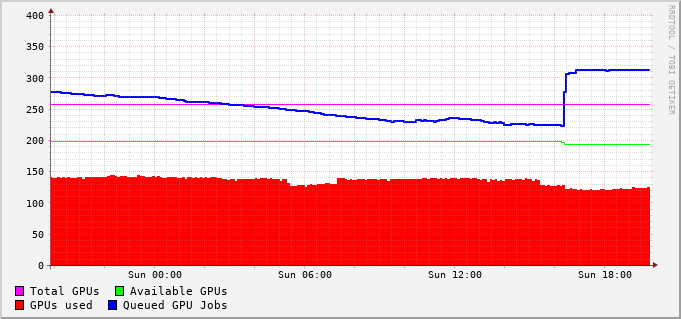 400
350
300
250
200
150
100
50
0
Sun 00:00 Sun 06:00 Sun 12:00 Sun 18:00
Total GPUs Available GPUs
GPUs used Queued GPU Jobs
RRDTOOL / TOBI OETIKER